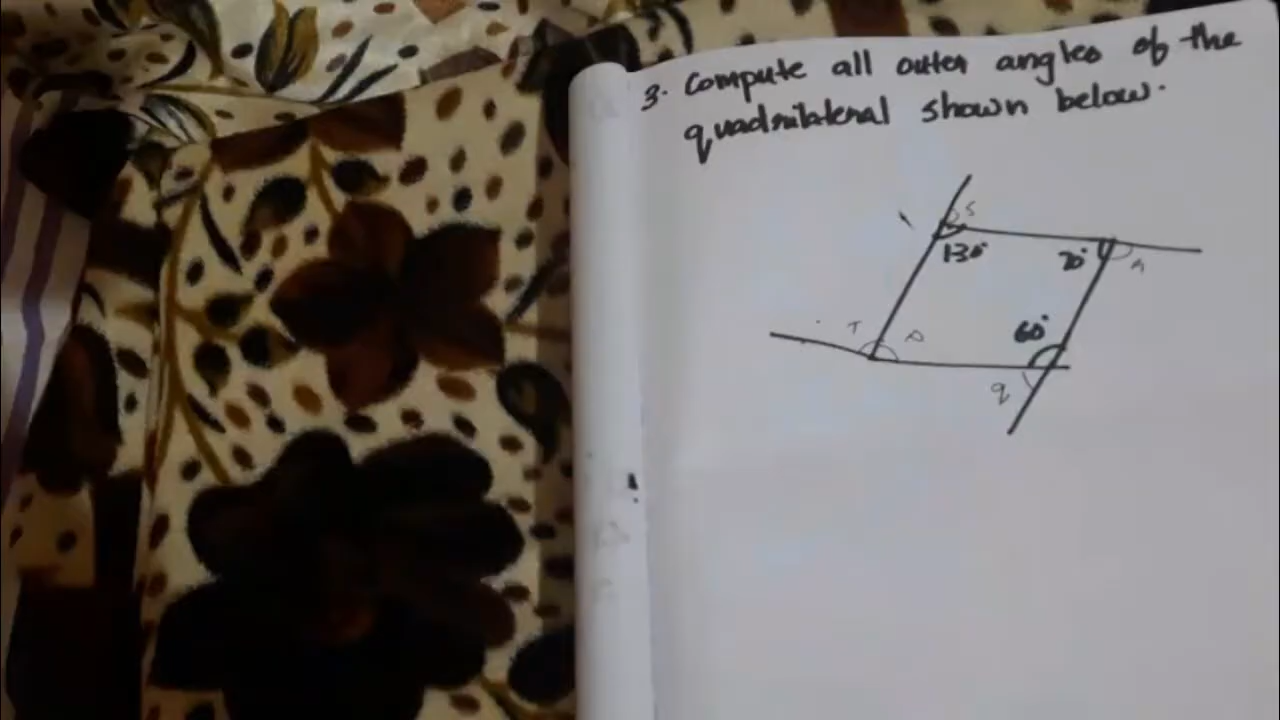 3. Compute all outer angles of the
quadrilateral shown below.
S
130°
70°
60°
T
q